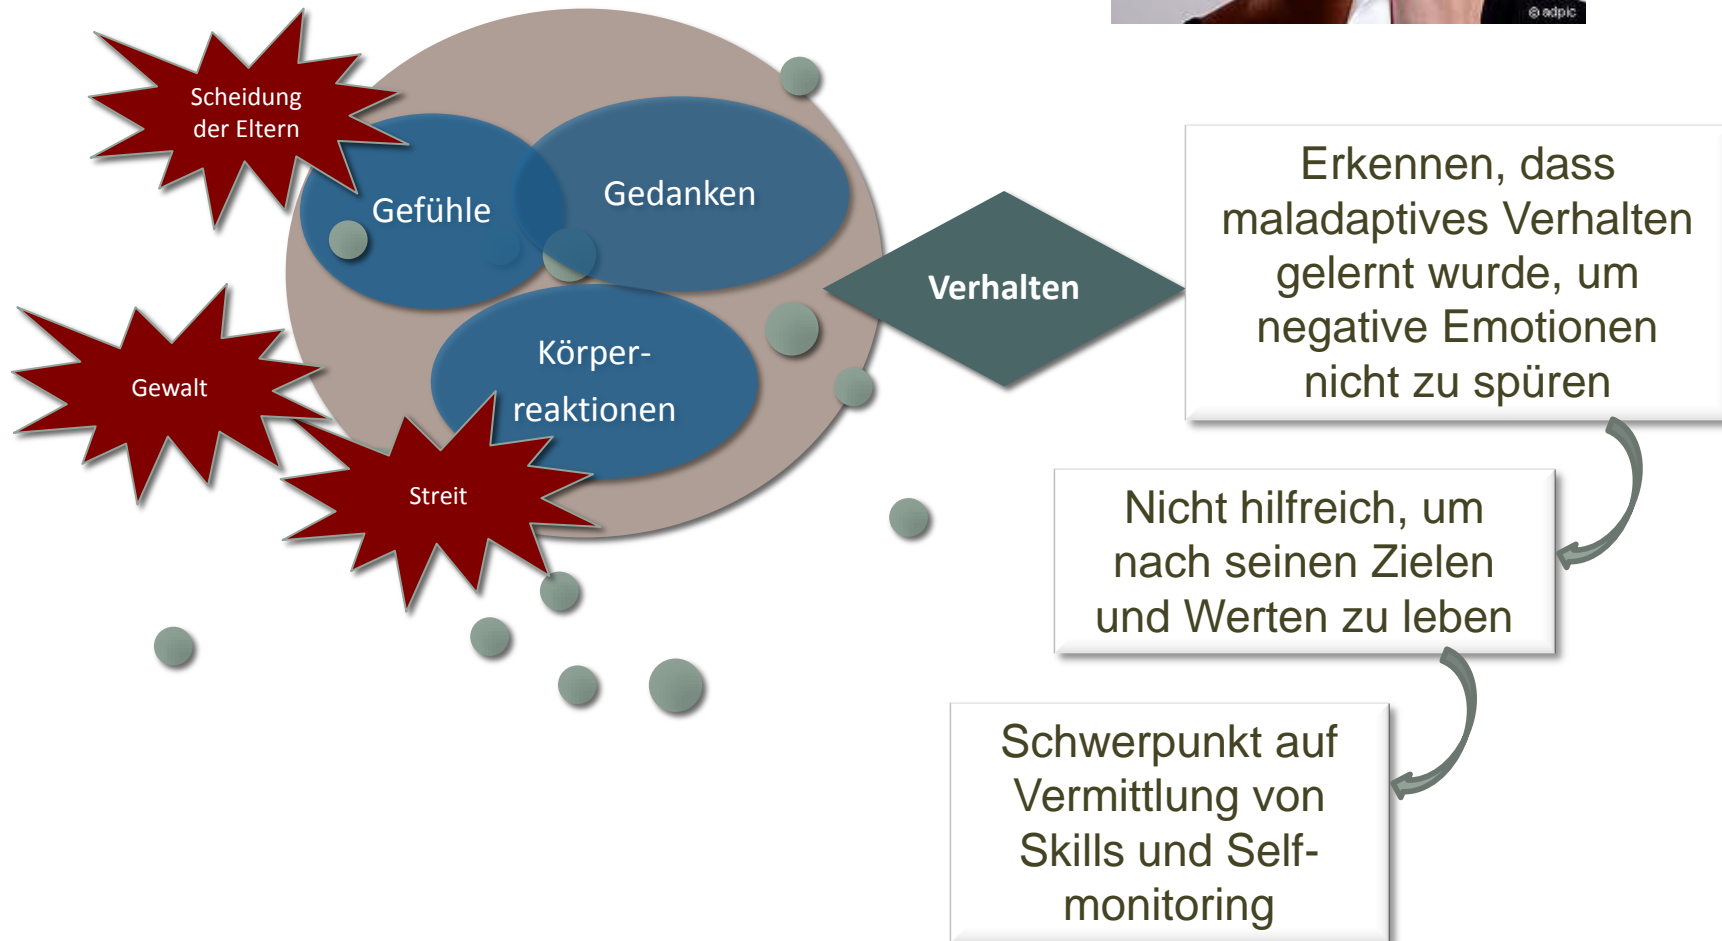 © adpic
Scheidung
der Eltern
Gefühle
Gedanken
Körper-
reaktionen
Gewalt
Streit
Verhalten
Erkennen, dass
maladaptives Verhalten
gelernt wurde, um
negative Emotionen
nicht zu spüren
Nicht hilfreich, um
nach seinen Zielen
und Werten zu leben
Schwerpunkt auf
Vermittlung von
Skills und Self-
monitoring